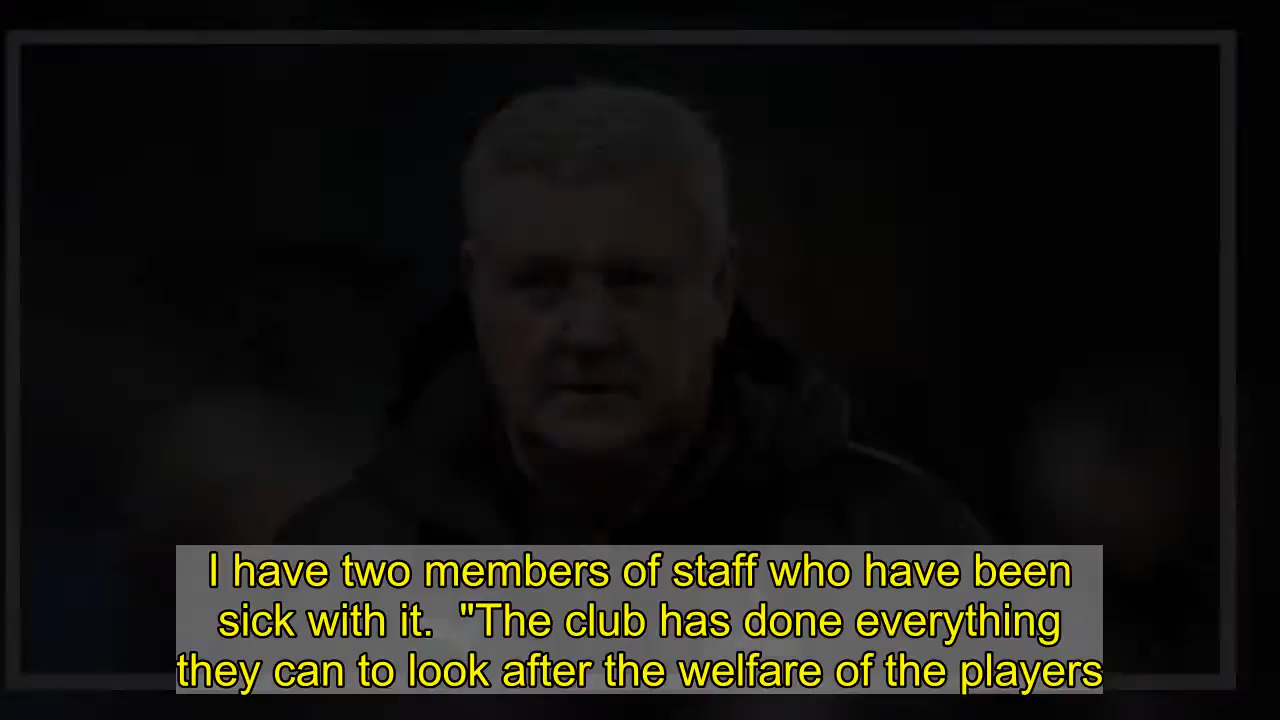 I have two members of staff who have been
sick with it.  "The club has done everything
they can to look after the welfare of the players